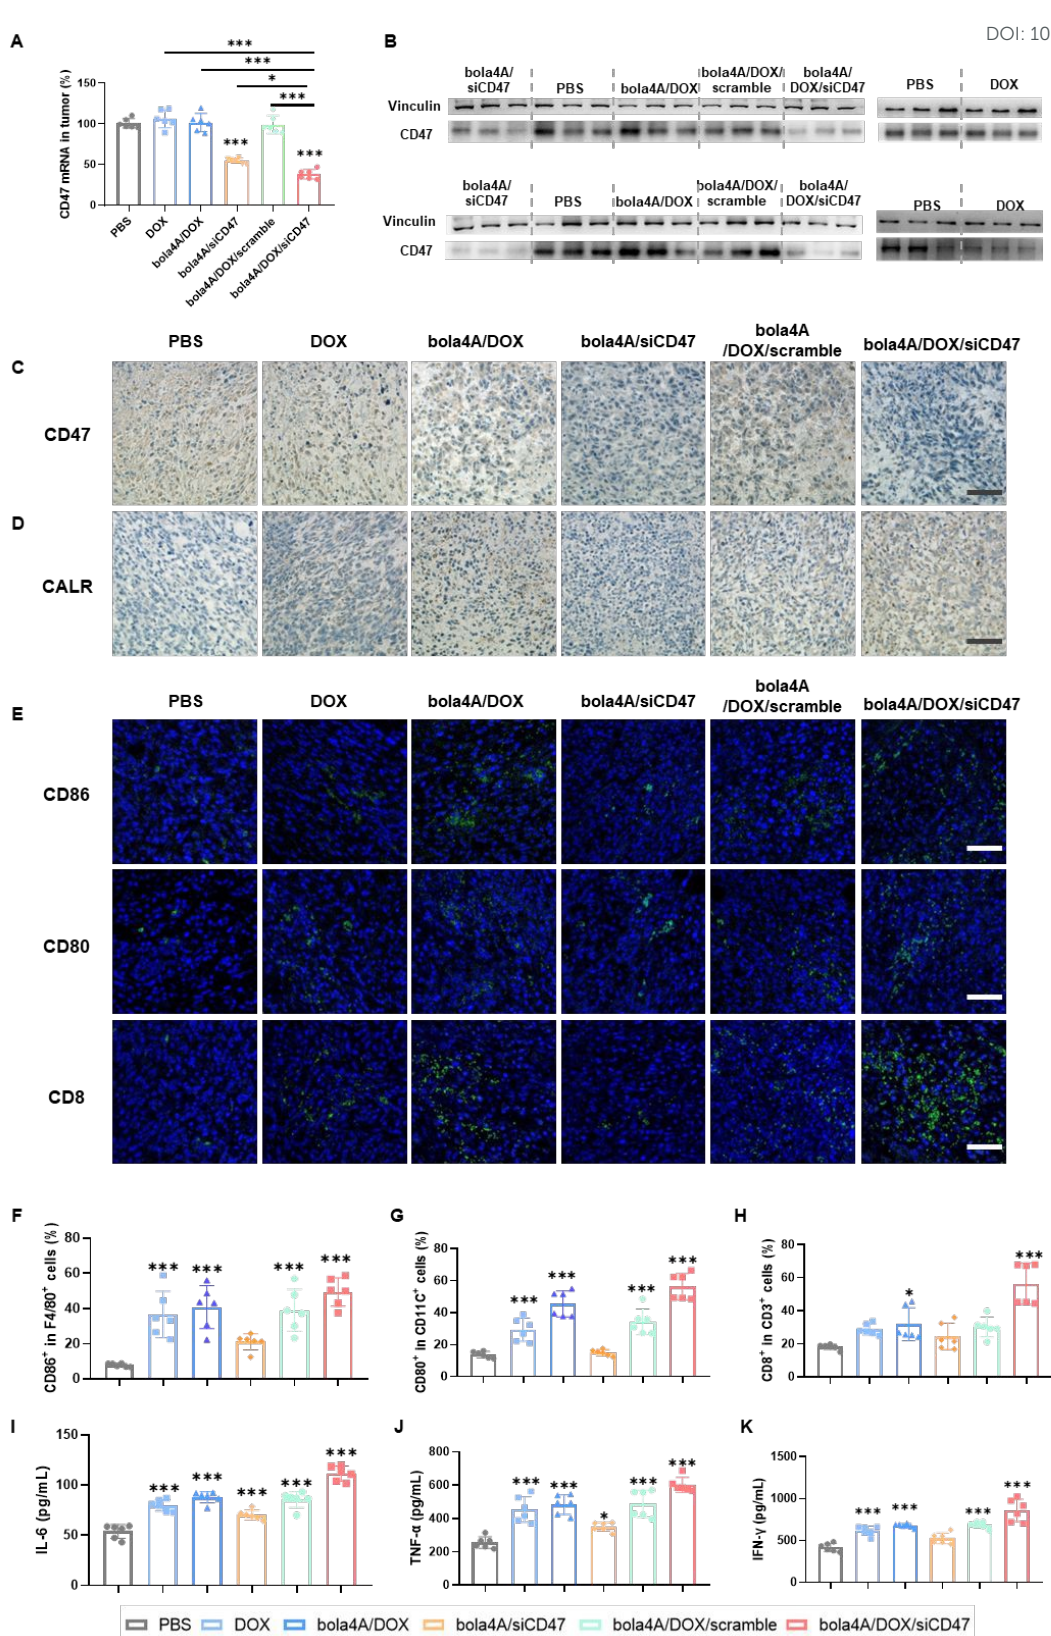 DOI: 10
A
CD47 mRNA in tumor (%)
150
100
50
0
***
***
*
***
***
***
PBS
DOX
bola4A/DOX
bola4A/siCD47
bola4A/DOX/scramble
bola4A/DOX/siCD47
B
bola4A/
siCD47
PBS
bola4A/DOX
bola4A/DOX/
scramble
bola4A/
DOX/siCD47
PBS
DOX
Vinculin
CD47
bola4A/
siCD47
PBS
bola4A/DOX
bola4A/DOX/
scramble
bola4A/
DOX/siCD47
PBS
DOX
Vinculin
CD47
PBS
DOX
bola4A/DOX
bola4A/siCD47
bola4A
/DOX/scramble
bola4A/DOX/siCD47
C
CD47
D
CALR
PBS
DOX
bola4A/DOX
bola4A/siCD47
bola4A
/DOX/scramble
bola4A/DOX/siCD47
E
CD86
CD80
CD8
F
CD86+ in F4/80+ cells (%)
80
60
40
20
0
***
***
***
***
G
CD80+ in CD11C+ cells (%)
80
60
40
20
0
***
***
***
***
H
CD8+ in CD3+ cells (%)
80
60
40
20
0
*
***
I
IL-6 (pg/mL)
150
100
50
0
***
***
***
***
***
J
TNF-α (pg/mL)
800
600
400
200
0
***
***
*
***
***
K
IFN-γ (pg/mL)
1500
1000
500
0
***
***
***
***
PBS
DOX
bola4A/DOX
bola4A/siCD47
bola4A/DOX/scramble
bola4A/DOX/siCD47